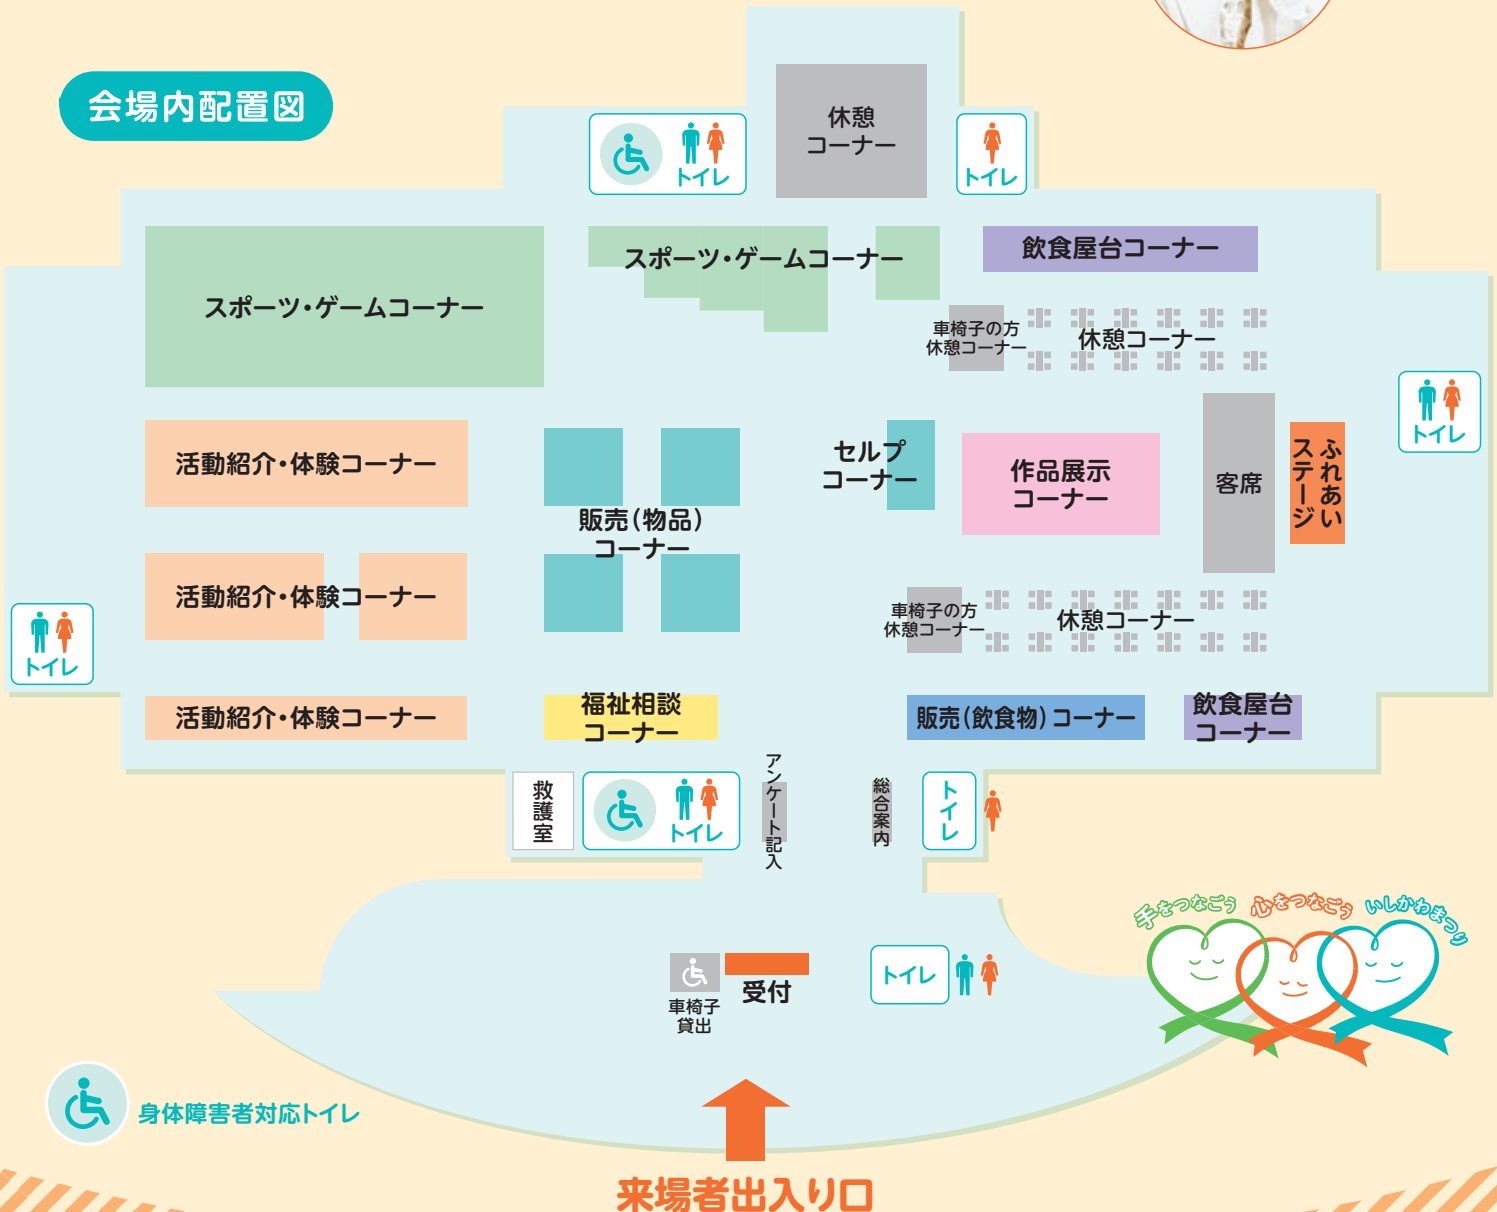 会場内配置図
休憩
コーナー
トイレ
トイレ
スポーツ・ゲームコーナー
スポーツ・ゲームコーナー
飲食屋台コーナー
車椅子の方
休憩コーナー
休憩コーナー
トイレ
活動紹介・体験コーナー
セルプ
コーナー
作品展示
コーナー
客席
ふれあい
ステージ
販売(物品)
コーナー
活動紹介・体験コーナー
車椅子の方
休憩コーナー
休憩コーナー
トイレ
活動紹介・体験コーナー
福祉相談
コーナー
販売(飲食物)コーナー
飲食屋台
コーナー
救護室
トイレ
アンケート記入
総合案内
トイレ
手をつなごう
心をつなごう
いしかわまつり
車椅子
貸出
受付
トイレ
身体障害者対応トイレ
来場者出入り口